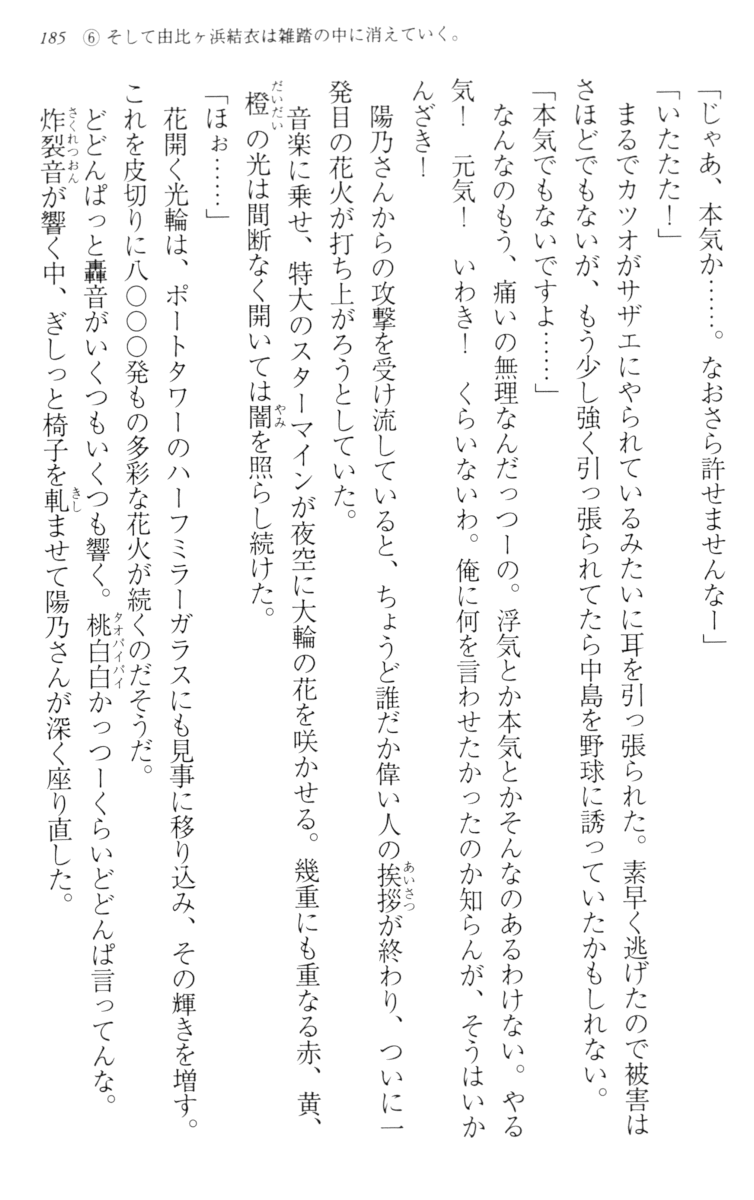 185　⑥ そして由比ヶ浜結衣は雑踏の中に消えていく。
「じゃあ、本気か……。なおさら許せませんなー」
「いたたた！」
まるでカツオがサザエにやられているみたいに耳を引っ張られた。素早く逃げたので被害は
さほどでもないが、もう少し強く引っ張られてたら中島を野球に誘っていたかもしれない。
「本気でもないですよ……」
なんなのもう、痛いの無理なんだっつーの。浮気とか本気とかそんなのあるわけない。やる
気！　元気！　いわき！　くらいないわ。俺に何を言わせたかったのか知らんが、そうはいか
んざき！
陽乃さんからの攻撃を受け流していると、ちょうど誰だか偉い人の挨拶が終わり、ついに一
発目の花火が打ち上がろうとしていた。
音楽に乗せ、特大のスターマインが夜空に大輪の花を咲かせる。幾重にも重なる赤、黄、
橙の光は間断なく開いては闇を照らし続けた。
「ほぉ……」
花開く光輪は、ポートタワーのハーフミラーガラスにも見事に移り込み、その輝きを増す。
これを皮切りに八〇〇〇発もの多彩な花火が続くのだそうだ。
どどんぱっと轟音がいくつもいくつも響く。桃白白かっつーくらいどどんぱ言ってんな。
炸裂音が響く中、ぎしっと椅子を軋ませて陽乃さんが深く座り直した。